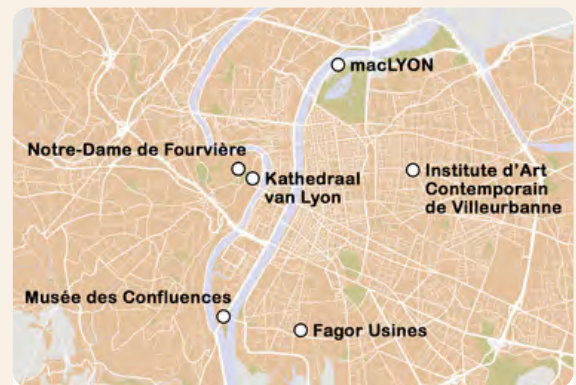 macLYON
Notre-Dame de Fourvière
Kathedraal
van Lyon
Institute d'Art
Contemporain
de Villeurbanne
Musée des Confluences
Fagor Usines